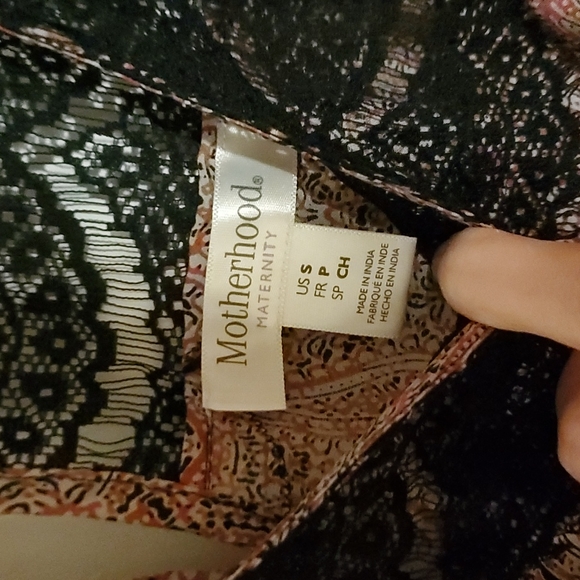 Motherhood®
MATERNITY
US S
FR P
SP CH
MADE IN INDIA
FABRIQUÉ EN INDE
HECHO EN INDIA